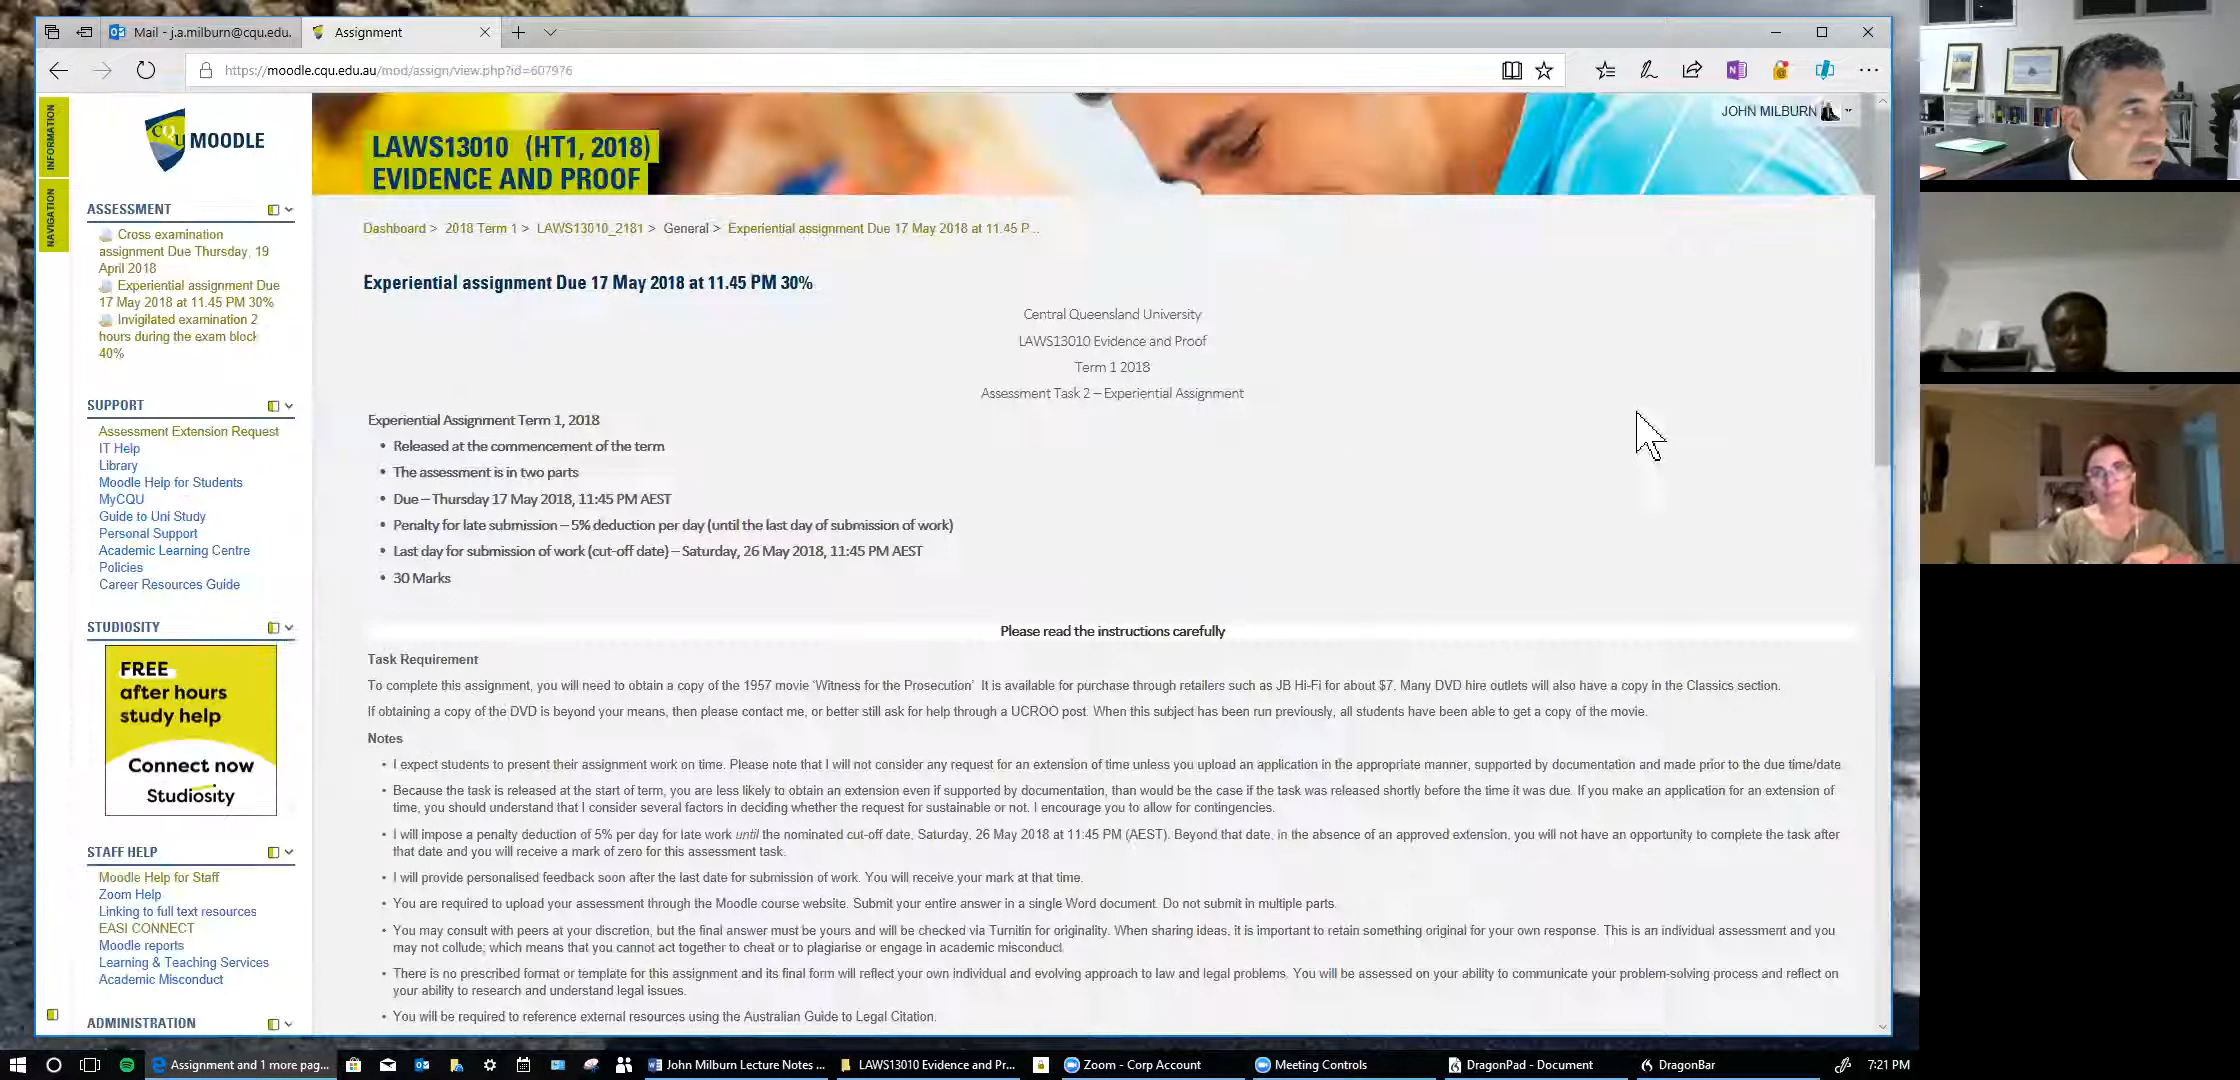 Mail - j.a.milburn@cqu.edu.
Assignment
https://moodle.cqu.edu.au/mod/assign/view.php?id=607976
INFORMATION
NAVIGATION
CQU MOODLE
JOHN MILBURN
LAWS13010 (HT1, 2018)
EVIDENCE AND PROOF
ASSESSMENT
Cross examination
assignment Due Thursday, 19
April 2018
Experiential assignment Due
17 May 2018 at 11.45 PM 30%
Invigilated examination 2
hours during the exam block
40%
SUPPORT
Assessment Extension Request
IT Help
Library
Moodle Help for Students
MyCQU
Guide to Uni Study
Personal Support
Academic Learning Centre
Policies
Career Resources Guide
STUDIOSITY
FREE
after hours
study help
Connect now
Studiosity
STAFF HELP
Moodle Help for Staff
Zoom Help
Linking to full text resources
EASI CONNECT
Moodle reports
Learning & Teaching Services
Academic Misconduct
ADMINISTRATION
Dashboard > 2018 Term 1 > LAWS13010_2181 > General > Experiential assignment Due 17 May 2018 at 11.45 P ...
Experiential assignment Due 17 May 2018 at 11.45 PM 30%
Central Queensland University
LAWS13010 Evidence and Proof
Term 1 2018
Assessment Task 2 – Experiential Assignment
Experiential Assignment Term 1, 2018
• Released at the commencement of the term
• The assessment is in two parts
• Due – Thursday 17 May 2018, 11:45 PM AEST
• Penalty for late submission – 5% deduction per day (until the last day of submission of work)
• Last day for submission of work (cut-off date) – Saturday, 26 May 2018, 11:45 PM AEST
• 30 Marks
Please read the instructions carefully
Task Requirement
To complete this assignment, you will need to obtain a copy of the 1957 movie 'Witness for the Prosecution' It is available for purchase through retailers such as JB Hi-Fi for about $7. Many DVD hire outlets will also have a copy in the Classics section.
If obtaining a copy of the DVD is beyond your means, then please contact me, or better still ask for help through a UCROO post. When this subject has been run previously, all students have been able to get a copy of the movie.
Notes
• I expect students to present their assignment work on time. Please note that I will not consider any request for an extension of time unless you upload an application in the appropriate manner, supported by documentation and made prior to the due time/date
• Because the task is released at the start of term, you are less likely to obtain an extension even if supported by documentation, than would be the case if the task was released shortly before the time it was due. If you make an application for an extension of
time, you should understand that I consider several factors in deciding whether the request for sustainable or not. I encourage you to allow for contingencies.
• I will impose a penalty deduction of 5% per day for late work until the nominated cut-off date, Saturday, 26 May 2018 at 11:45 PM (AEST). Beyond that date, in the absence of an approved extension, you will not have an opportunity to complete the task after
that date and you will receive a mark of zero for this assessment task.
• I will provide personalised feedback soon after the last date for submission of work. You will receive your mark at that time.
• You are required to upload your assessment through the Moodle course website. Submit your entire answer in a single Word document. Do not submit in multiple parts.
• You may consult with peers at your discretion, but the final answer must be yours and will be checked via Turnitin for originality. When sharing ideas, it is important to retain something original for your own response. This is an individual assessment and you
may not collude; which means that you cannot act together to cheat or to plagiarise or engage in academic misconduct.
• There is no prescribed format or template for this assignment and its final form will reflect your own individual and evolving approach to law and legal problems. You will be assessed on your ability to communicate your problem-solving process and reflect on
your ability to research and understand legal issues.
• You will be required to reference external resources using the Australian Guide to Legal Citation.
Assignment and 1 more pag...
John Milburn Lecture Notes ...
LAWS13010 Evidence and Pr...
Zoom - Corp Account
Meeting Controls
DragonPad - Document
DragonBar
7:21 PM